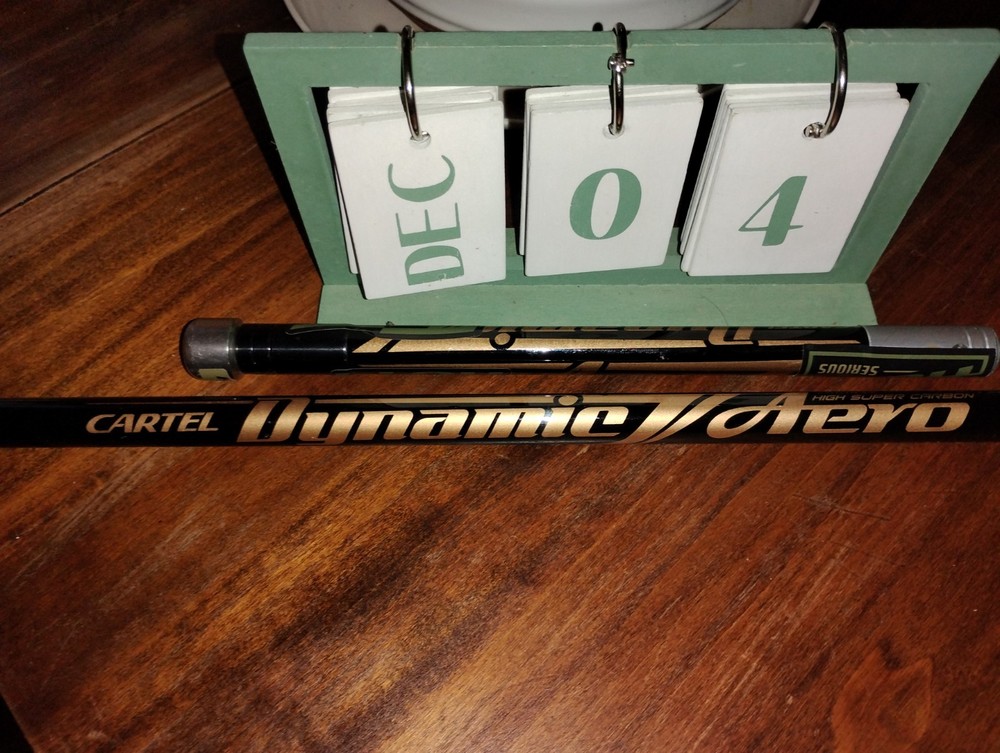 DEC
0
4
SERIOUS
CARTEL Dynamic V Aero
HIGH SUPER CARBON